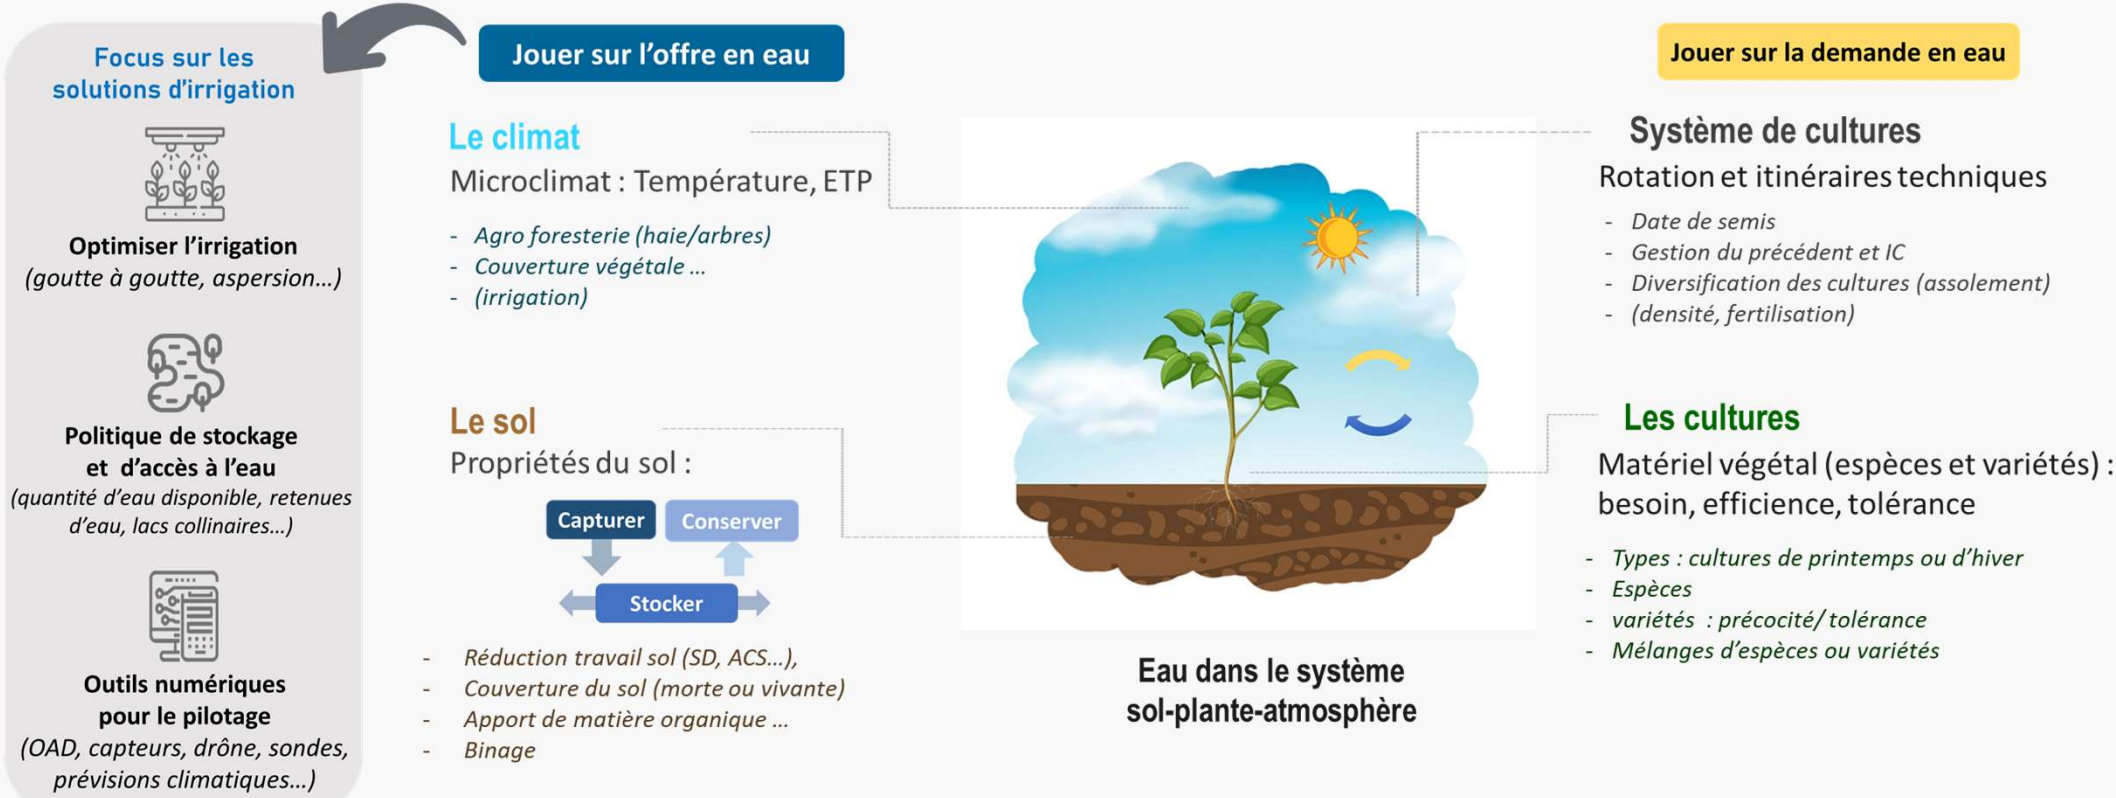 Focus sur les
solutions d'irrigation
Optimiser l'irrigation
(goutte à goutte, aspersion...)
Politique de stockage
et d'accès à l'eau
(quantité d'eau disponible, retenues
d'eau, lacs collinaires...)
Outils numériques
pour le pilotage
(OAD, capteurs, drône, sondes,
prévisions climatiques...)
Jouer sur l'offre en eau
Le climat
Microclimat : Température, ETP
- Agro foresterie (haie/arbres)
- Couverture végétale ...
- (irrigation)
Le sol
Propriétés du sol :
Capturer
Conserver
Stocker
- Réduction travail sol (SD, ACS...),
- Couverture du sol (morte ou vivante)
- Apport de matière organique ...
- Binage
Eau dans le système
sol-plante-atmosphère
Jouer sur la demande en eau
Système de cultures
Rotation et itinéraires techniques
- Date de semis
- Gestion du précédent et IC
- Diversification des cultures (assolement)
- (densité, fertilisation)
Les cultures
Matériel végétal (espèces et variétés) :
besoin, efficience, tolérance
- Types : cultures de printemps ou d'hiver
- Espèces
- variétés : précocité/ tolérance
- Mélanges d'espèces ou variétés